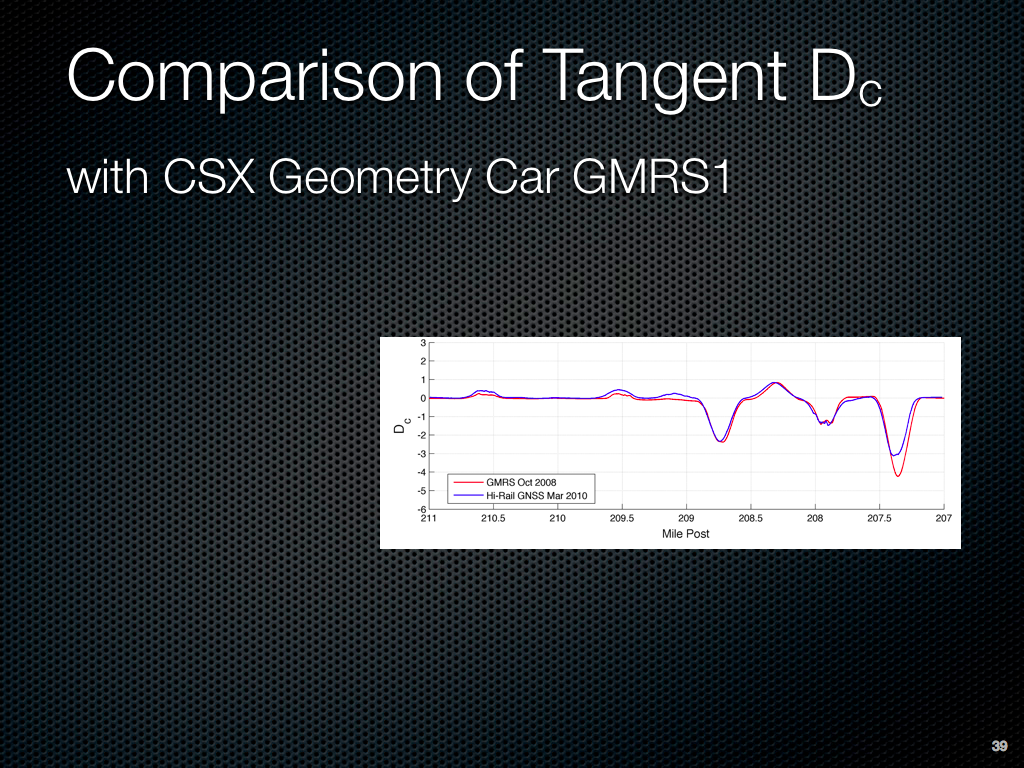 Comparison of Tangent Dc
with CSX Geometry Car GMRS1
3
2
1
0
-1
-2
-3
-4
-5
-6
Dc
GMRS Oct 2008
Hi-Rail GNSS Mar 2010
211 210.5 210 209.5 209 208.5 208 207.5 207
Mile Post
39